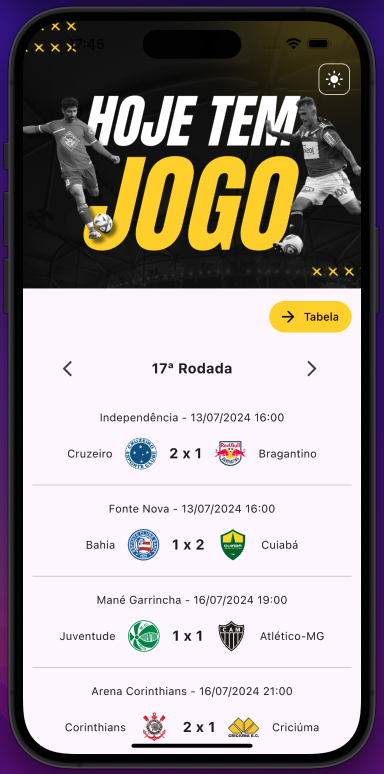 7:45
HOJE TEM
JOGO
Tabela
17ª Rodada
Independência - 13/07/2024 16:00
Cruzeiro 2 x 1 Bragantino
Fonte Nova - 13/07/2024 16:00
Bahia 1 x 2 Cuiabá
Mané Garrincha - 16/07/2024 19:00
Juventude 1 x 1 Atlético-MG
Arena Corinthians - 16/07/2024 21:00
Corinthians 2 x 1 Criciúma